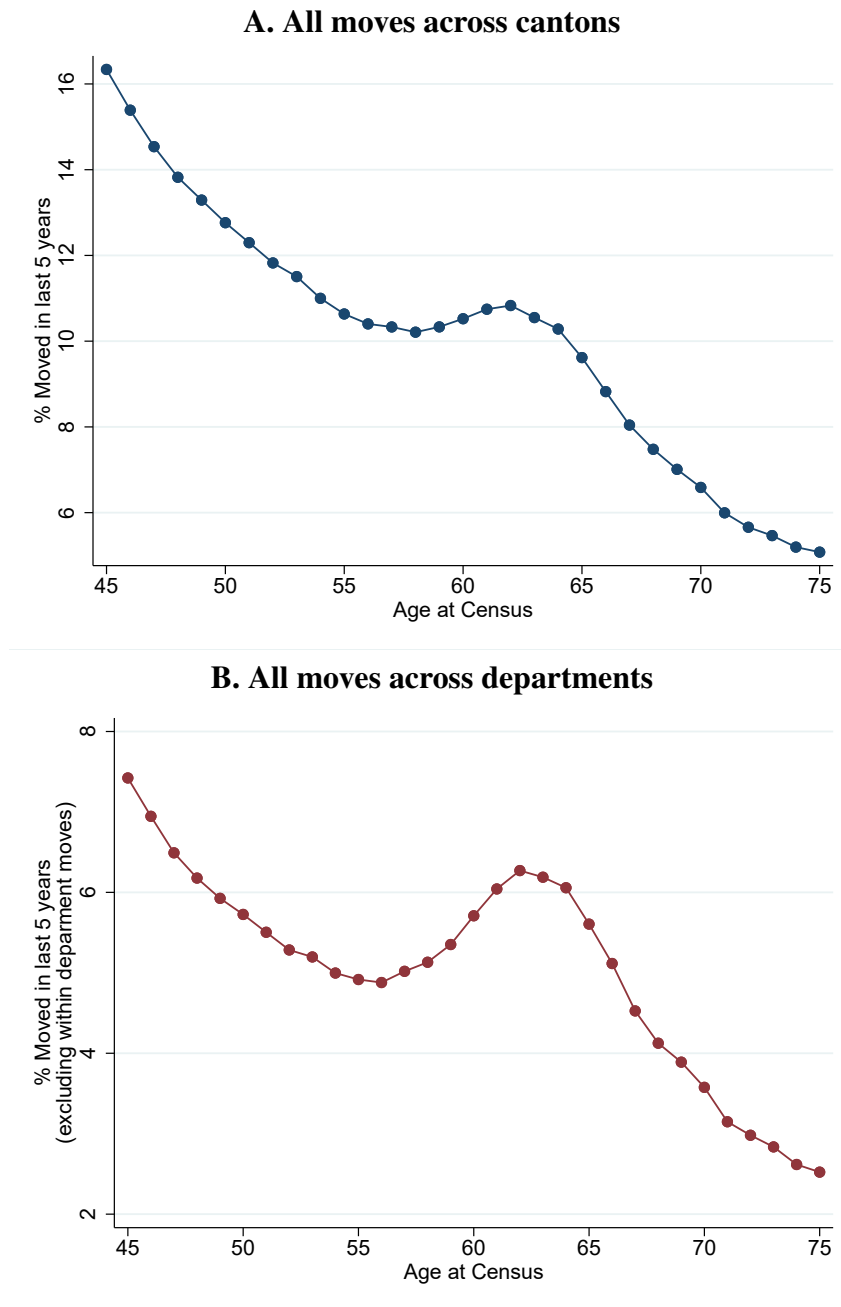 A. All moves across cantons
% Moved in last 5 years
16
14
12
10
8
6
45 50 55 60 65 70 75
Age at Census
B. All moves across departments
% Moved in last 5 years
(excluding within deparment moves)
8
6
4
2
45 50 55 60 65 70 75
Age at Census